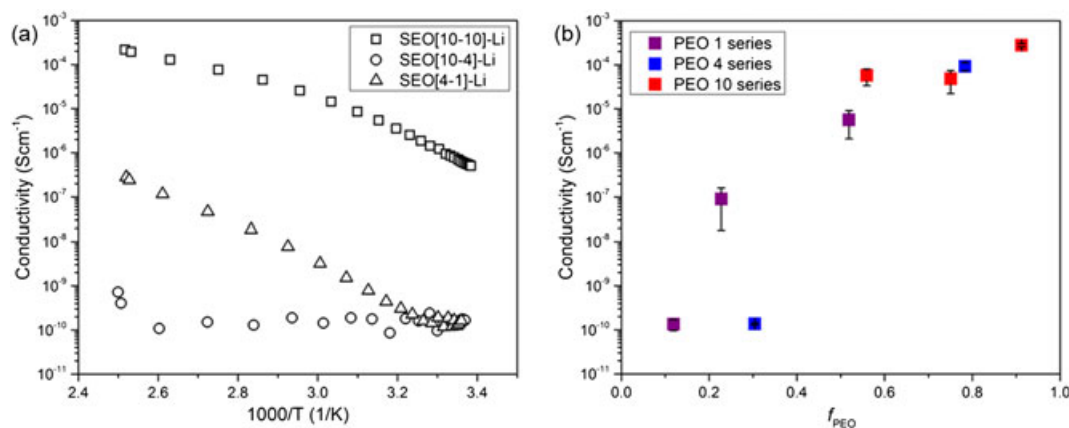 (a)
SEO[10-10]-Li
SEO[10-4]-Li
SEO[4-1]-Li
Conductivity (Scm⁻¹)
10⁻³
10⁻⁴
10⁻⁵
10⁻⁶
10⁻⁷
10⁻⁸
10⁻⁹
10⁻¹⁰
10⁻¹¹
2.4 2.6 2.8 3.0 3.2 3.4
1000/T (1/K)
(b)
PEO 1 series
PEO 4 series
PEO 10 series
Conductivity (Scm⁻¹)
10⁻³
10⁻⁴
10⁻⁵
10⁻⁶
10⁻⁷
10⁻⁸
10⁻⁹
10⁻¹⁰
10⁻¹¹
0.0 0.2 0.4 0.6 0.8 1.0
f_PEO